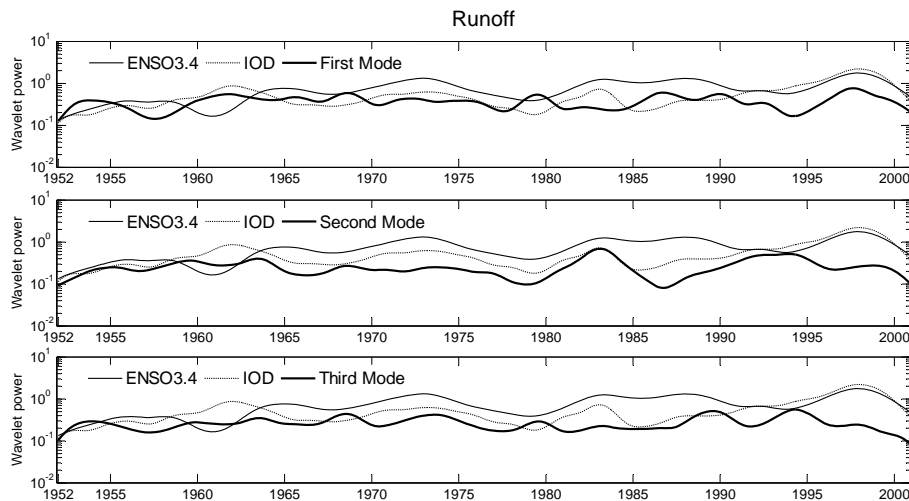 Runoff
Wavelet power
10^1
10^0
10^-1
10^-2
ENSO3.4 IOD First Mode
1952 1955 1960 1965 1970 1975 1980 1985 1990 1995 2000
Wavelet power
10^1
10^0
10^-1
10^-2
ENSO3.4 IOD Second Mode
1952 1955 1960 1965 1970 1975 1980 1985 1990 1995 2000
Wavelet power
10^1
10^0
10^-1
10^-2
ENSO3.4 IOD Third Mode
1952 1955 1960 1965 1970 1975 1980 1985 1990 1995 2000